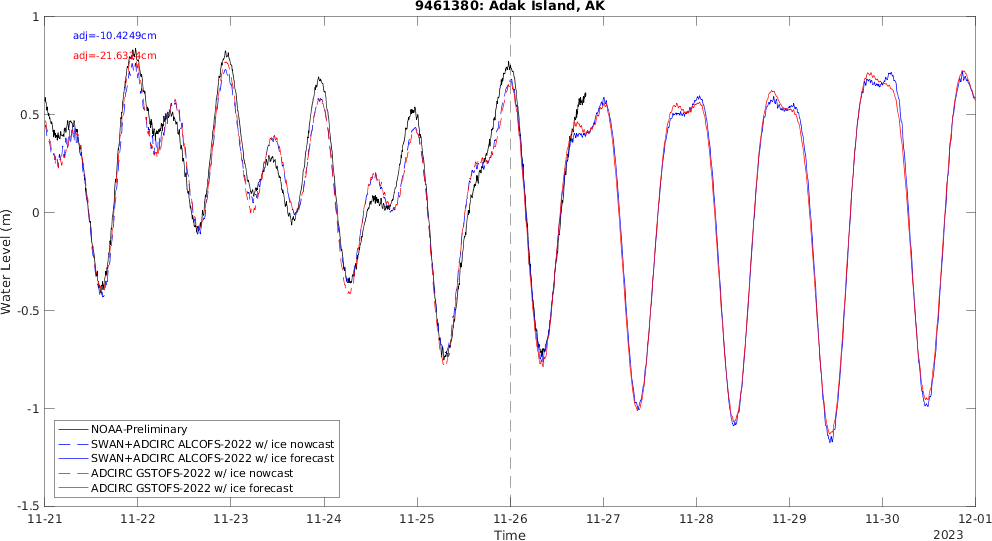 9461380: Adak Island, AK
adj=-10.4249cm
Water Level (m)
1
0.5
0
-0.5
-1
-1.5
NOAA-Preliminary
SWAN+ADCIRC ALCOFS-2022 w/ ice nowcast
SWAN+ADCIRC ALCOFS-2022 w/ ice forecast
ADCIRC GSTOFS-2022 w/ ice nowcast
ADCIRC GSTOFS-2022 w/ ice forecast
11-21 11-22 11-23 11-24 11-25 11-26 11-27 11-28 11-29 11-30 12-01
Time
2023